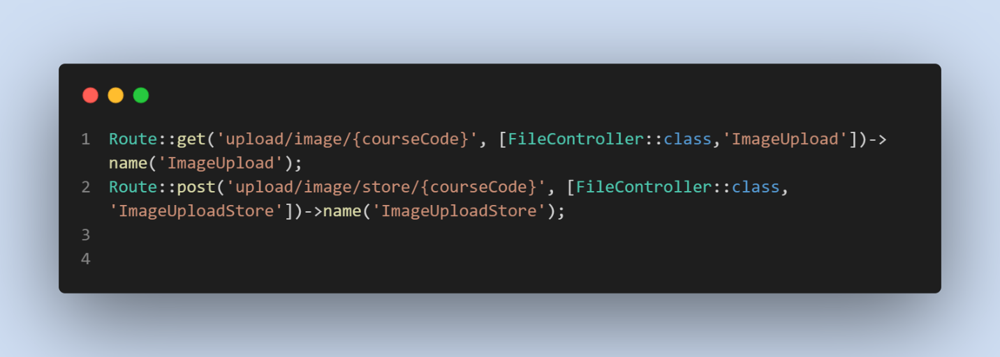 1 Route::get('upload/image/{courseCode}', [FileController::class,'ImageUpload'])->
name('ImageUpload');
2 Route::post('upload/image/store/{courseCode}', [FileController::class,
'ImageUploadStore'])->name('ImageUploadStore');
3
4